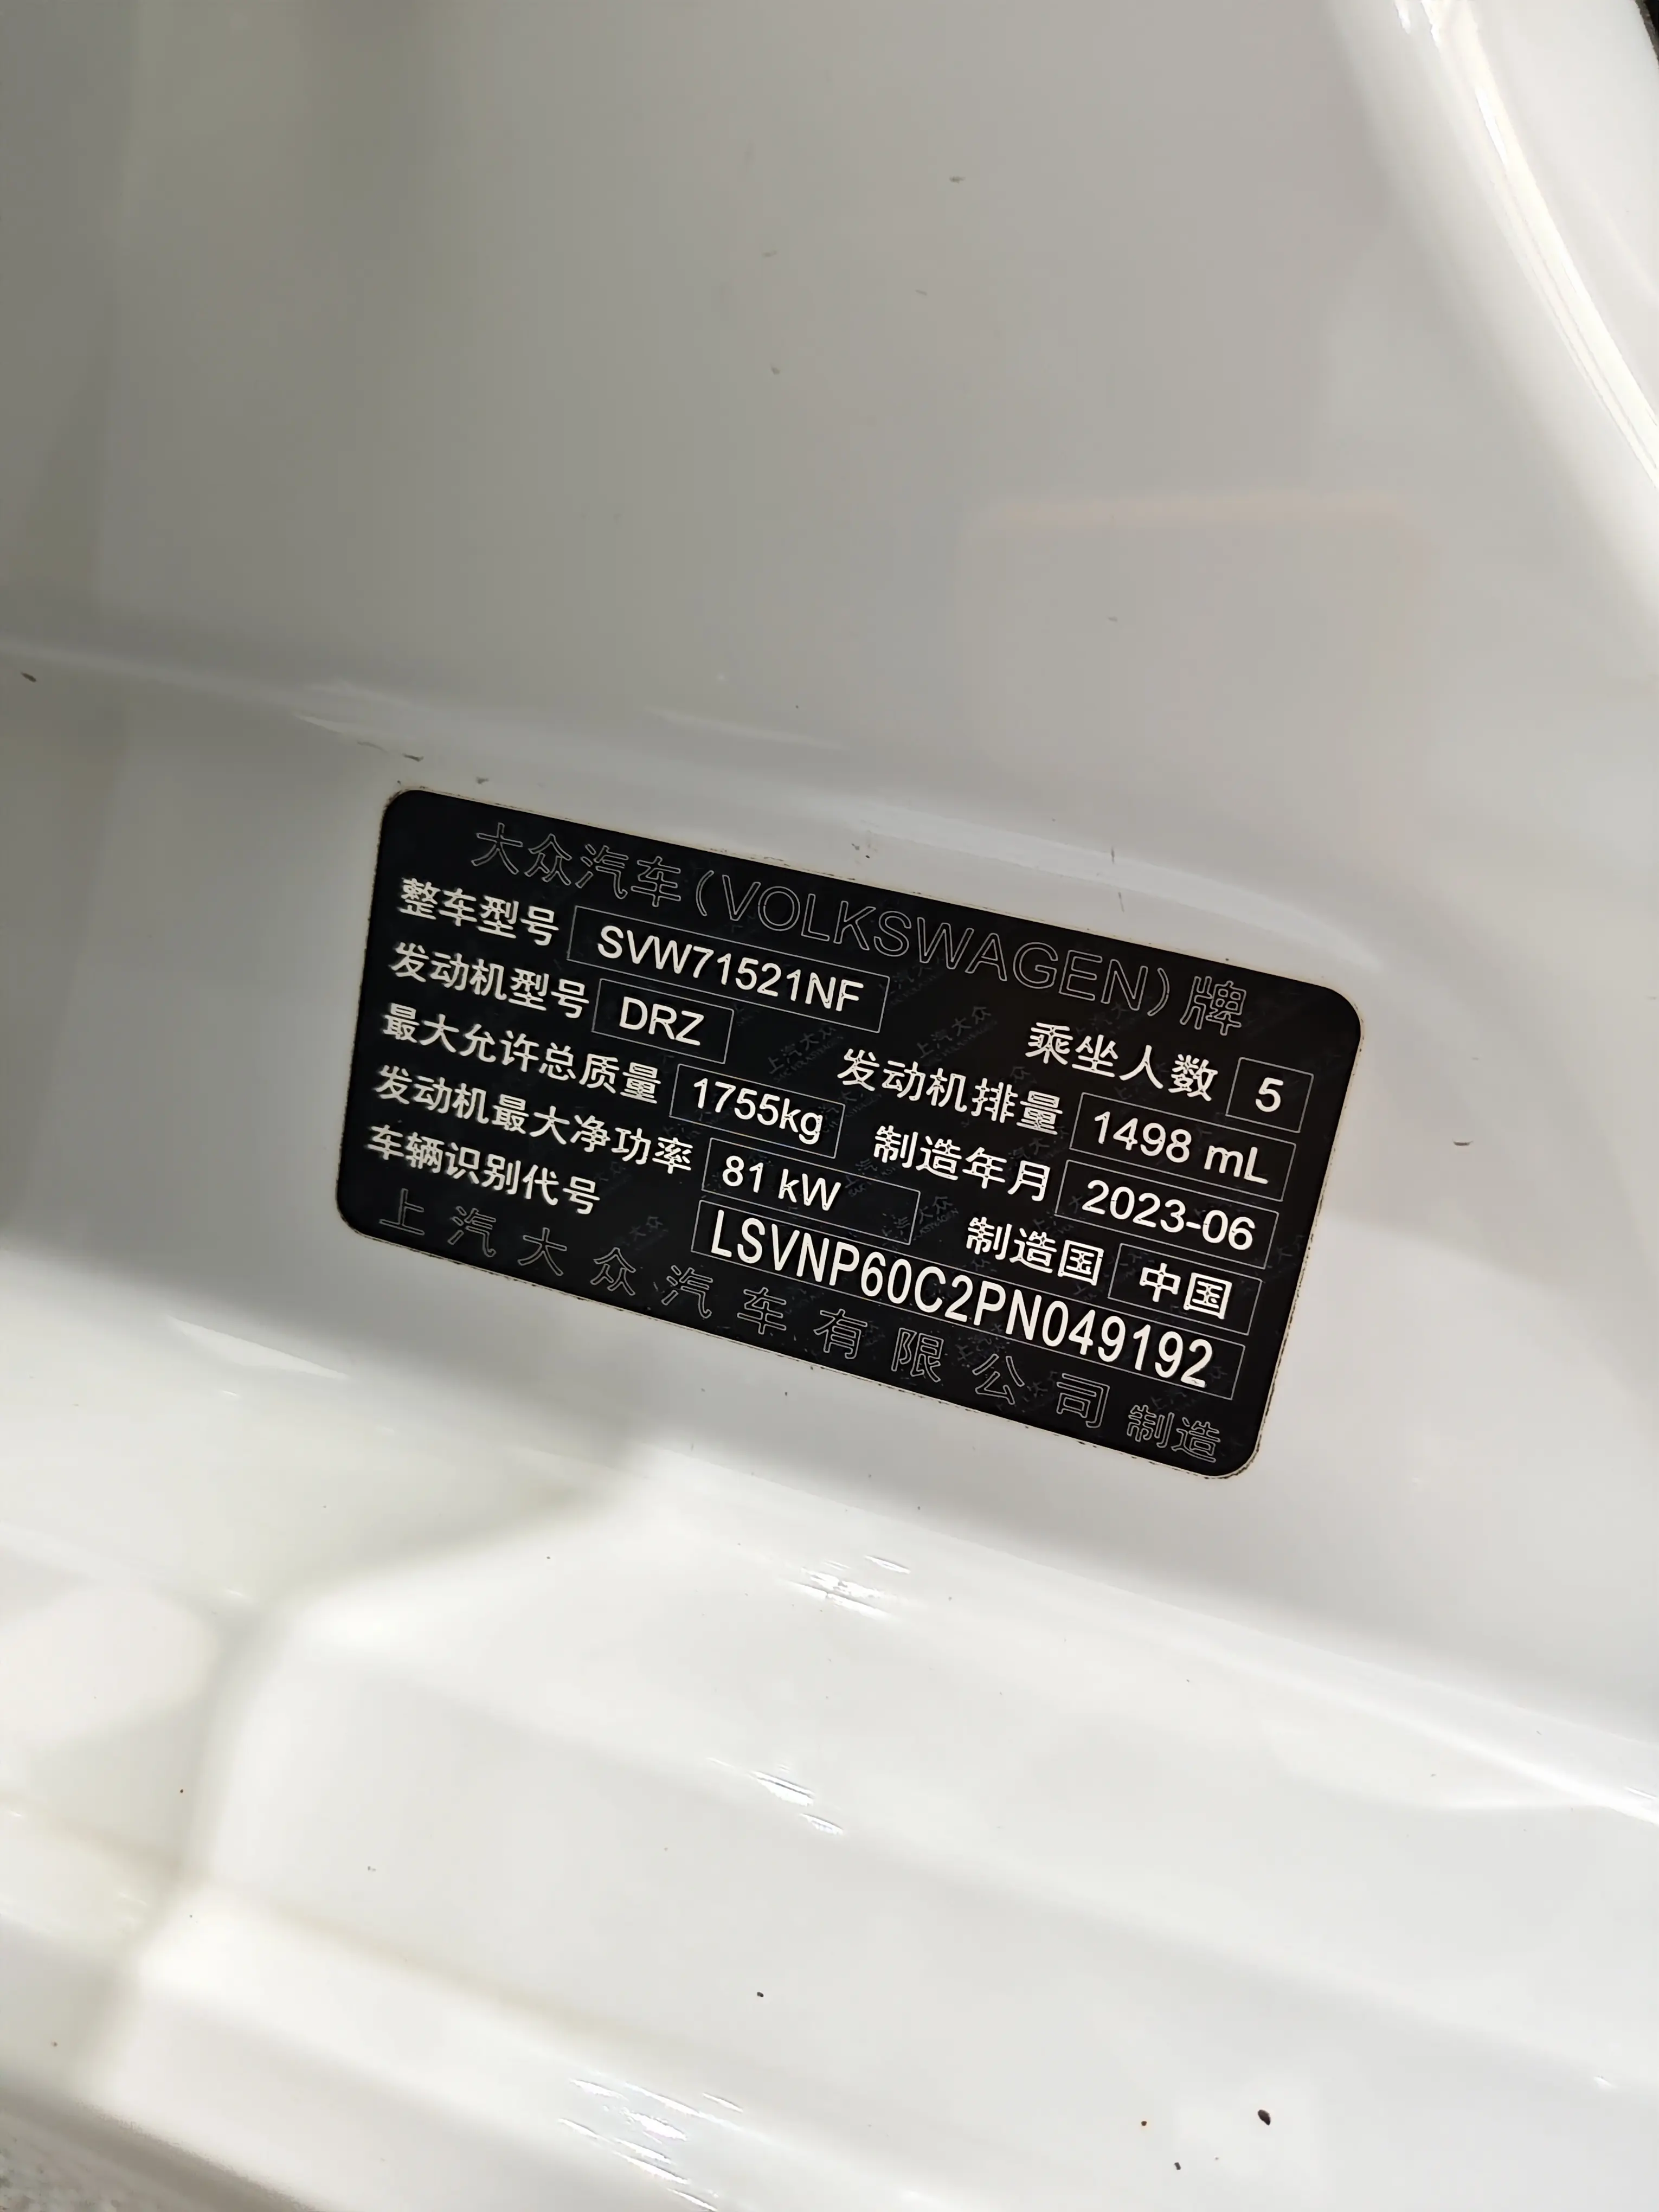 大众汽车(VOLKSWAGEN)牌
整车型号 SVW71521NF 乘坐人数 5
发动机型号 DRZ 发动机排量 1498 mL
最大允许总质量 1755kg 制造年月 2023-06
发动机最大净功率 81 kW 制造国 中国
车辆识别代号 LSVNP60C2PN049192
上汽大众汽车有限公司 制造